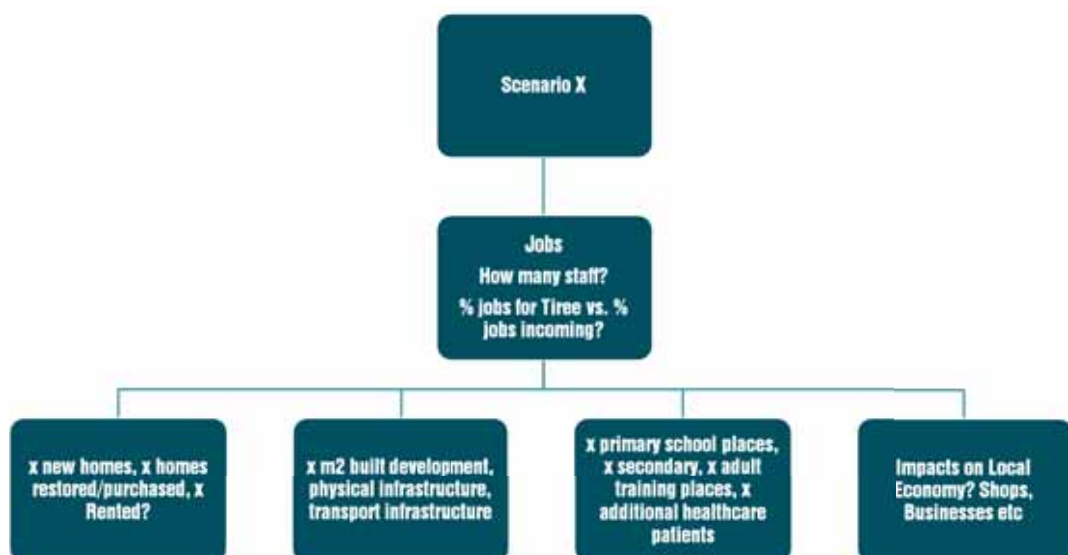 Scenario X
Jobs
How many staff?
% jobs for Tiree vs. %
jobs incoming?
x new homes, x homes
restored/purchased, x
Rented?
x m2 built development,
physical infrastructure,
transport infrastructure
x primary school places,
x secondary, x adult
training places, x
additional healthcare
patients
Impacts on Local
Economy? Shops,
Businesses etc